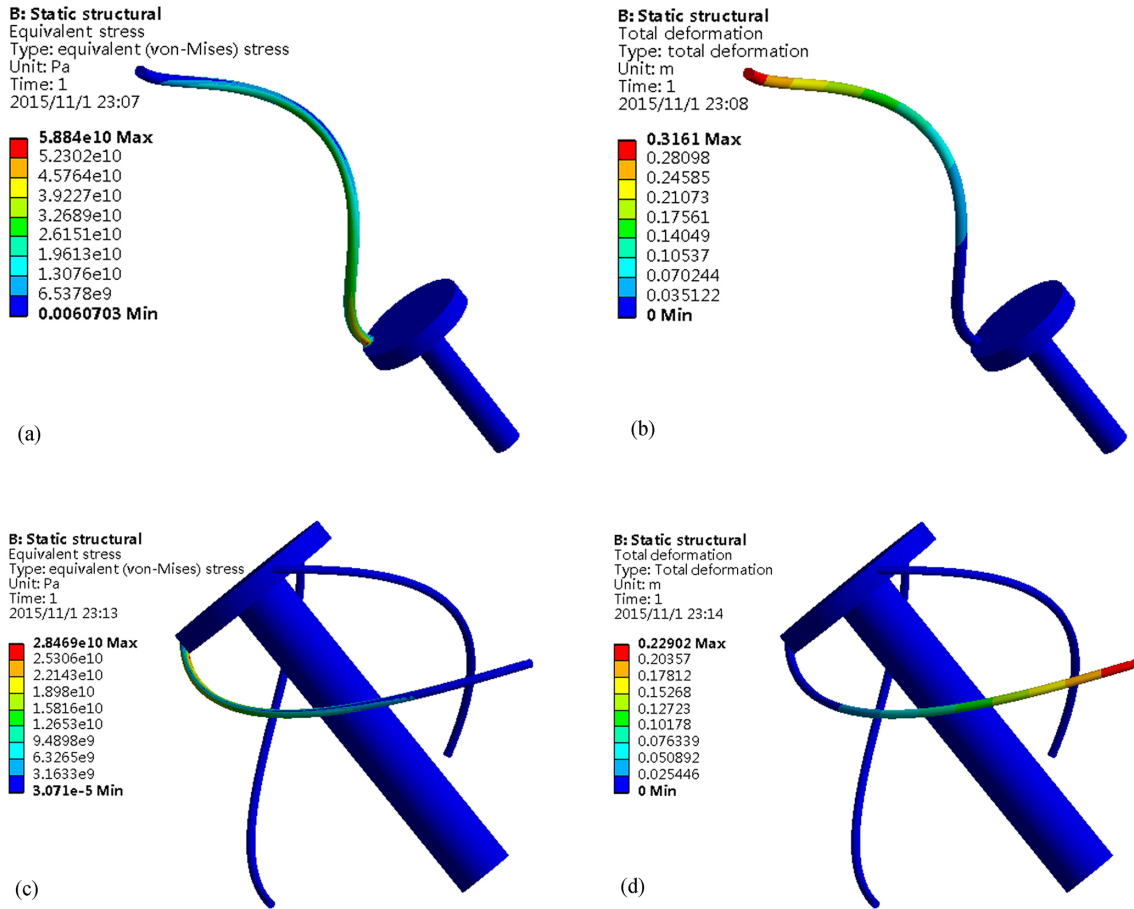 B: Static structural
Equivalent stress
Type: equivalent (von-Mises) stress
Unit: Pa
Time: 1
2015/11/1 23:07
5.884e10 Max
5.2302e10
4.5764e10
3.9227e10
3.2689e10
2.6151e10
1.9613e10
1.3076e10
6.5378e9
0.0060703 Min
(a)
B: Static structural
Total deformation
Type: total deformation
Unit: m
Time: 1
2015/11/1 23:08
0.3161 Max
0.28098
0.24585
0.21073
0.17561
0.14049
0.10537
0.070244
0.035122
0 Min
(b)
B: Static structural
Equivalent stress
Type: equivalent (von-Mises) stress
Unit: Pa
Time: 1
2015/11/1 23:13
2.8469e10 Max
2.5306e10
2.2143e10
1.898e10
1.5816e10
1.2653e10
9.4898e9
6.3265e9
3.1633e9
3.071e-5 Min
(c)
B: Static structural
Total deformation
Type: Total deformation
Unit: m
Time: 1
2015/11/1 23:14
0.22902 Max
0.20357
0.17812
0.15268
0.12723
0.10178
0.076339
0.050892
0.025446
0 Min
(d)